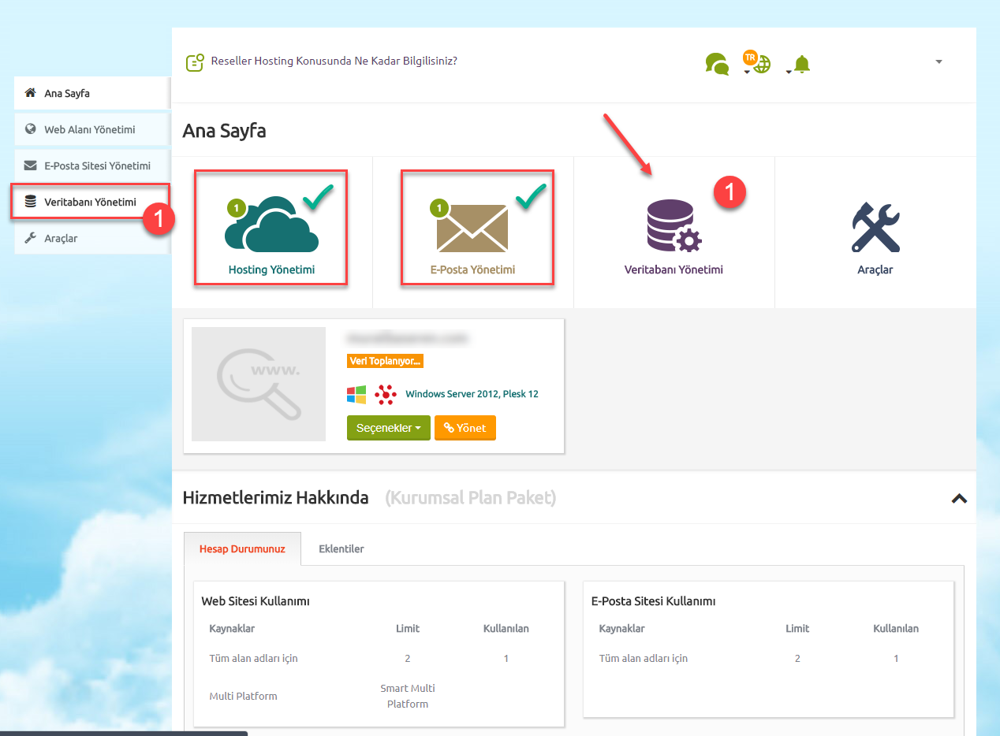 Reseller Hosting Konusunda Ne Kadar Bilgilisiniz?
TR
Ana Sayfa
Web Alanı Yönetimi
E-Posta Sitesi Yönetimi
Veritabanı Yönetimi
1
Araçlar
Ana Sayfa
1
Hosting Yönetimi
1
E-Posta Yönetimi
1
Veritabanı Yönetimi
Araçlar
www.
Veri Toplanıyor...
Windows Server 2012, Plesk 12
Seçenekler
Yönet
Hizmetlerimiz Hakkında (Kurumsal Plan Paket)
Hesap Durumunuz Eklentiler
Web Sitesi Kullanımı
Kaynaklar Limit Kullanılan
Tüm alan adları için 2 1
Multi Platform Smart Multi
Platform
E-Posta Sitesi Kullanımı
Kaynaklar Limit Kullanılan
Tüm alan adları için 2 1